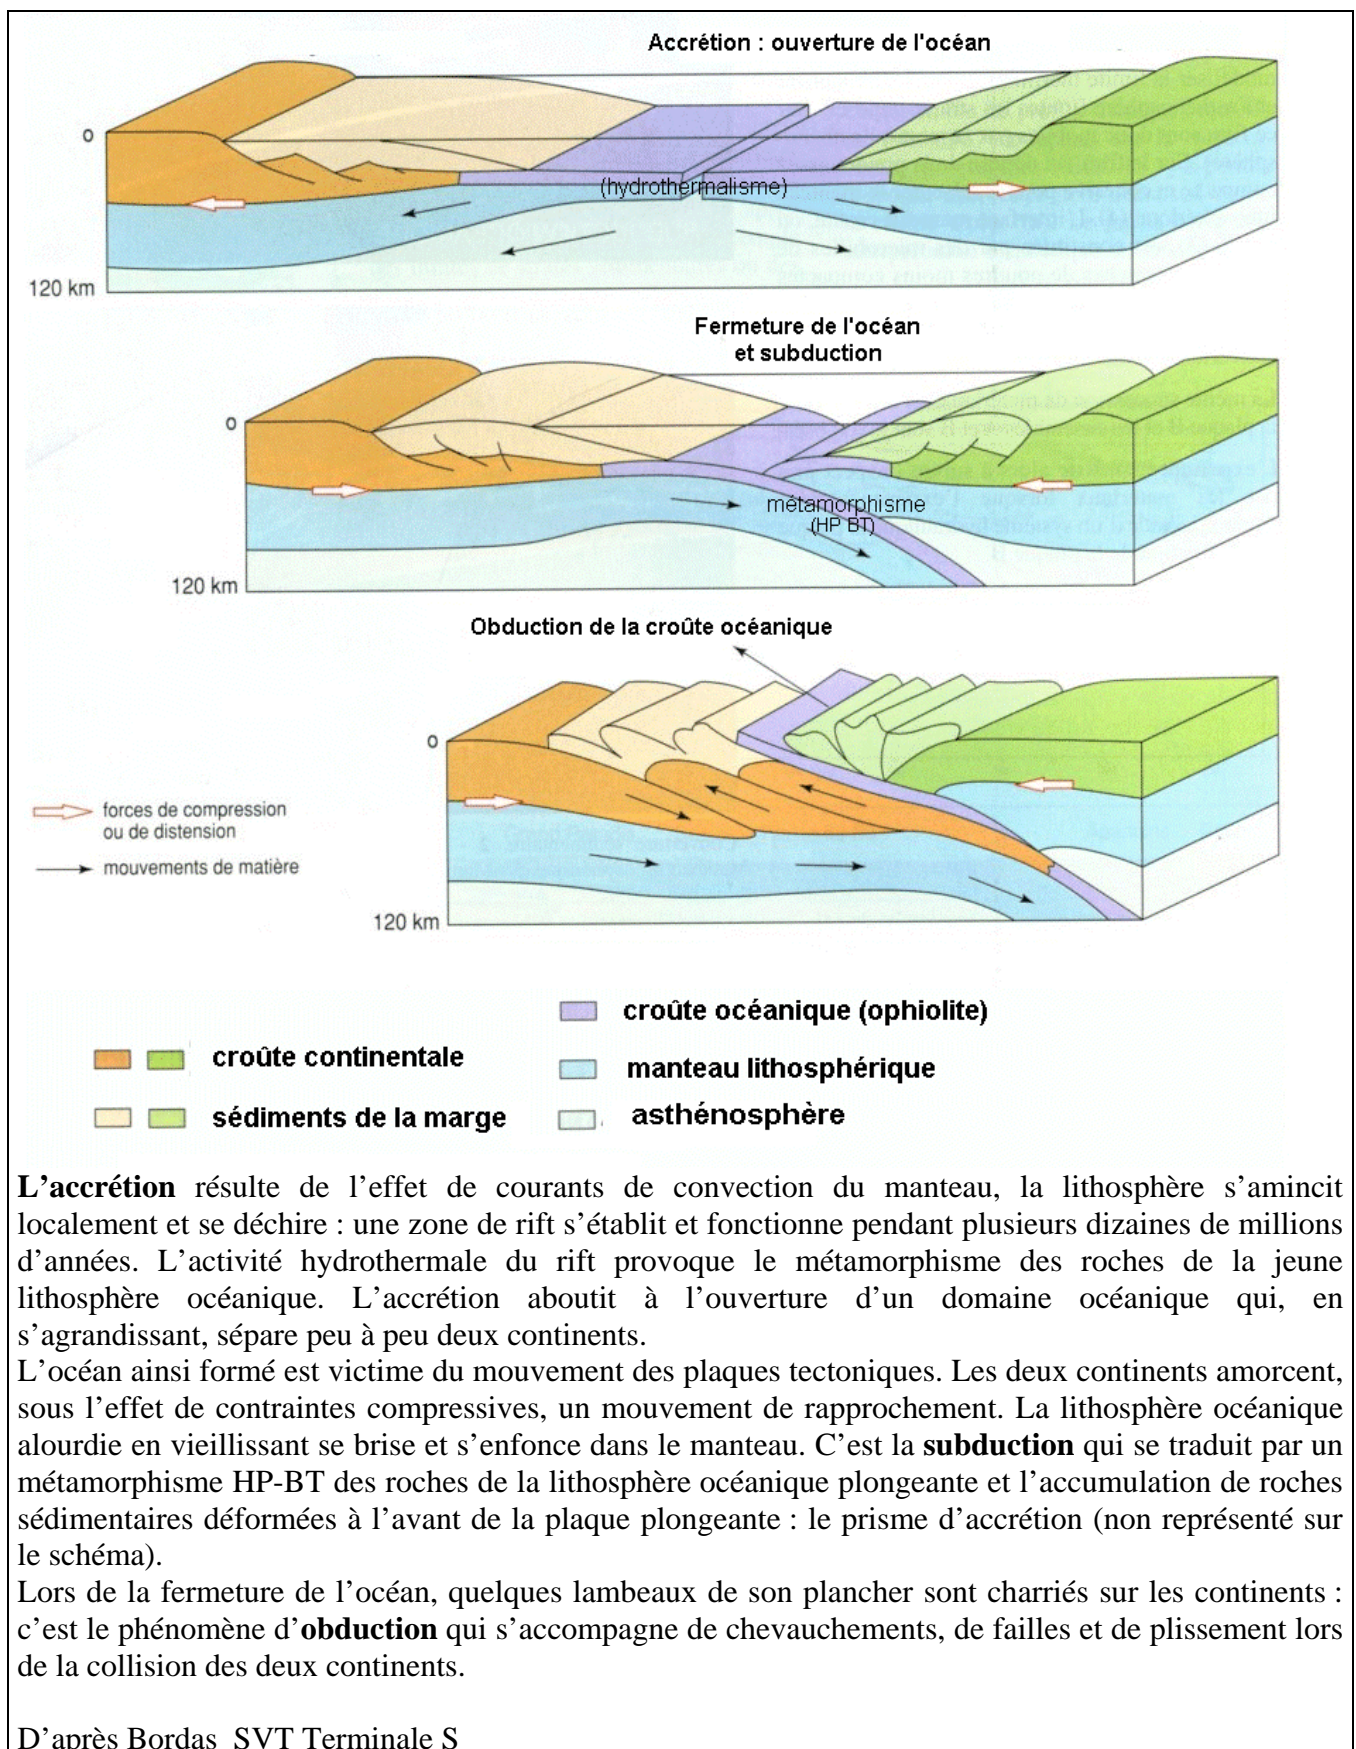 Accrétion : ouverture de l'océan
0
(hydrothermalisme)
120 km
Fermeture de l'océan
et subduction
0
métamorphisme
(HP BT)
120 km
Obduction de la croûte océanique
0
forces de compression
ou de distension
mouvements de matière
120 km
croûte océanique (ophiolite)
croûte continentale
manteau lithosphérique
sédiments de la marge
asthénosphère
L'accrétion résulte de l'effet de courants de convection du manteau, la lithosphère s'amincit
localement et se déchire : une zone de rift s'établit et fonctionne pendant plusieurs dizaines de millions
d'années. L'activité hydrothermale du rift provoque le métamorphisme des roches de la jeune
lithosphère océanique. L'accrétion aboutit à l'ouverture d'un domaine océanique qui, en
s'agrandissant, sépare peu à peu deux continents.
L'océan ainsi formé est victime du mouvement des plaques tectoniques. Les deux continents amorcent,
sous l'effet de contraintes compressives, un mouvement de rapprochement. La lithosphère océanique
alourdie en vieillissant se brise et s'enfonce dans le manteau. C'est la subduction qui se traduit par un
métamorphisme HP-BT des roches de la lithosphère océanique plongeante et l'accumulation de roches
sédimentaires déformées à l'avant de la plaque plongeante : le prisme d'accrétion (non représenté sur
le schéma).
Lors de la fermeture de l'océan, quelques lambeaux de son plancher sont charriés sur les continents :
c'est le phénomène d'obduction qui s'accompagne de chevauchements, de failles et de plissement lors
de la collision des deux continents.
D'après Bordas SVT Terminale S